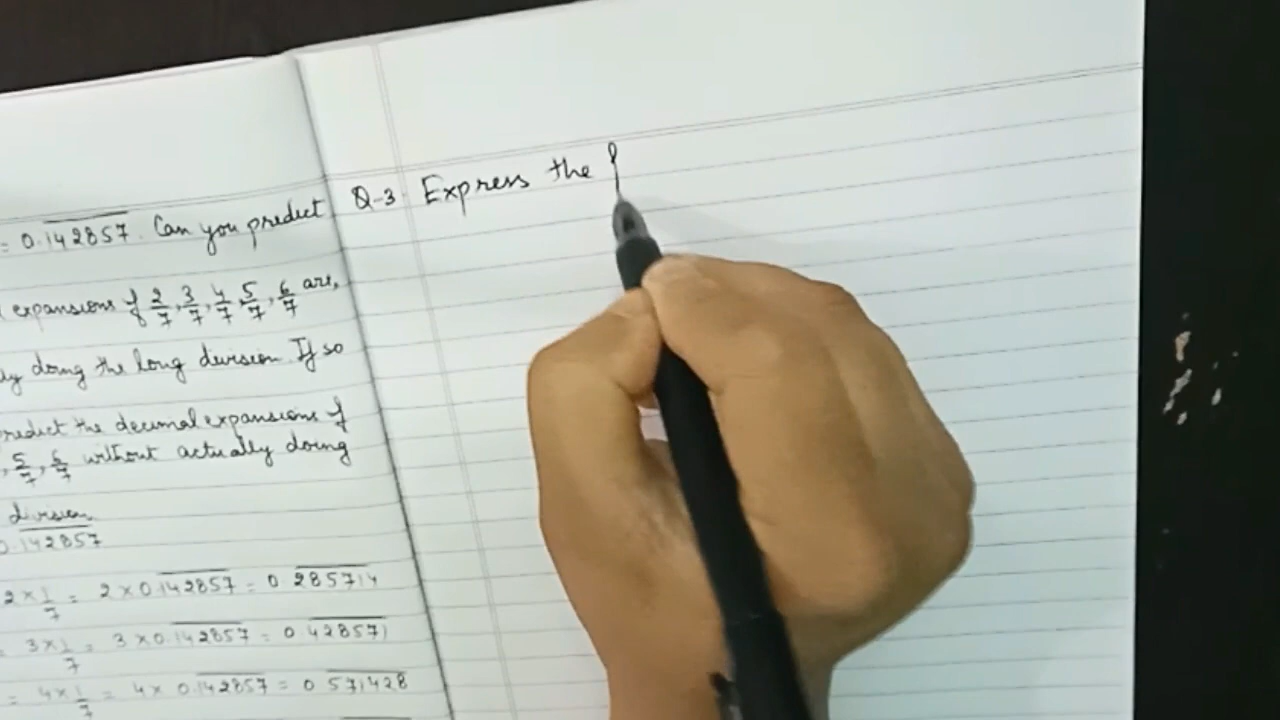 = 0.142857. Can you predict
expansions of 2/7, 3/7, 4/7, 5/7, 6/7 are,
doing the long division. If so
predict the decimal expansions of
, 5/7, 6/7 without actually doing
division
0.142857
2 × 1/7 = 2 × 0.142857 = 0.285714
= 3 × 1/7 = 3 × 0.142857 = 0.428571
= 4 × 1/7 = 4 × 0.142857 = 0.571428
Q-3. Express the